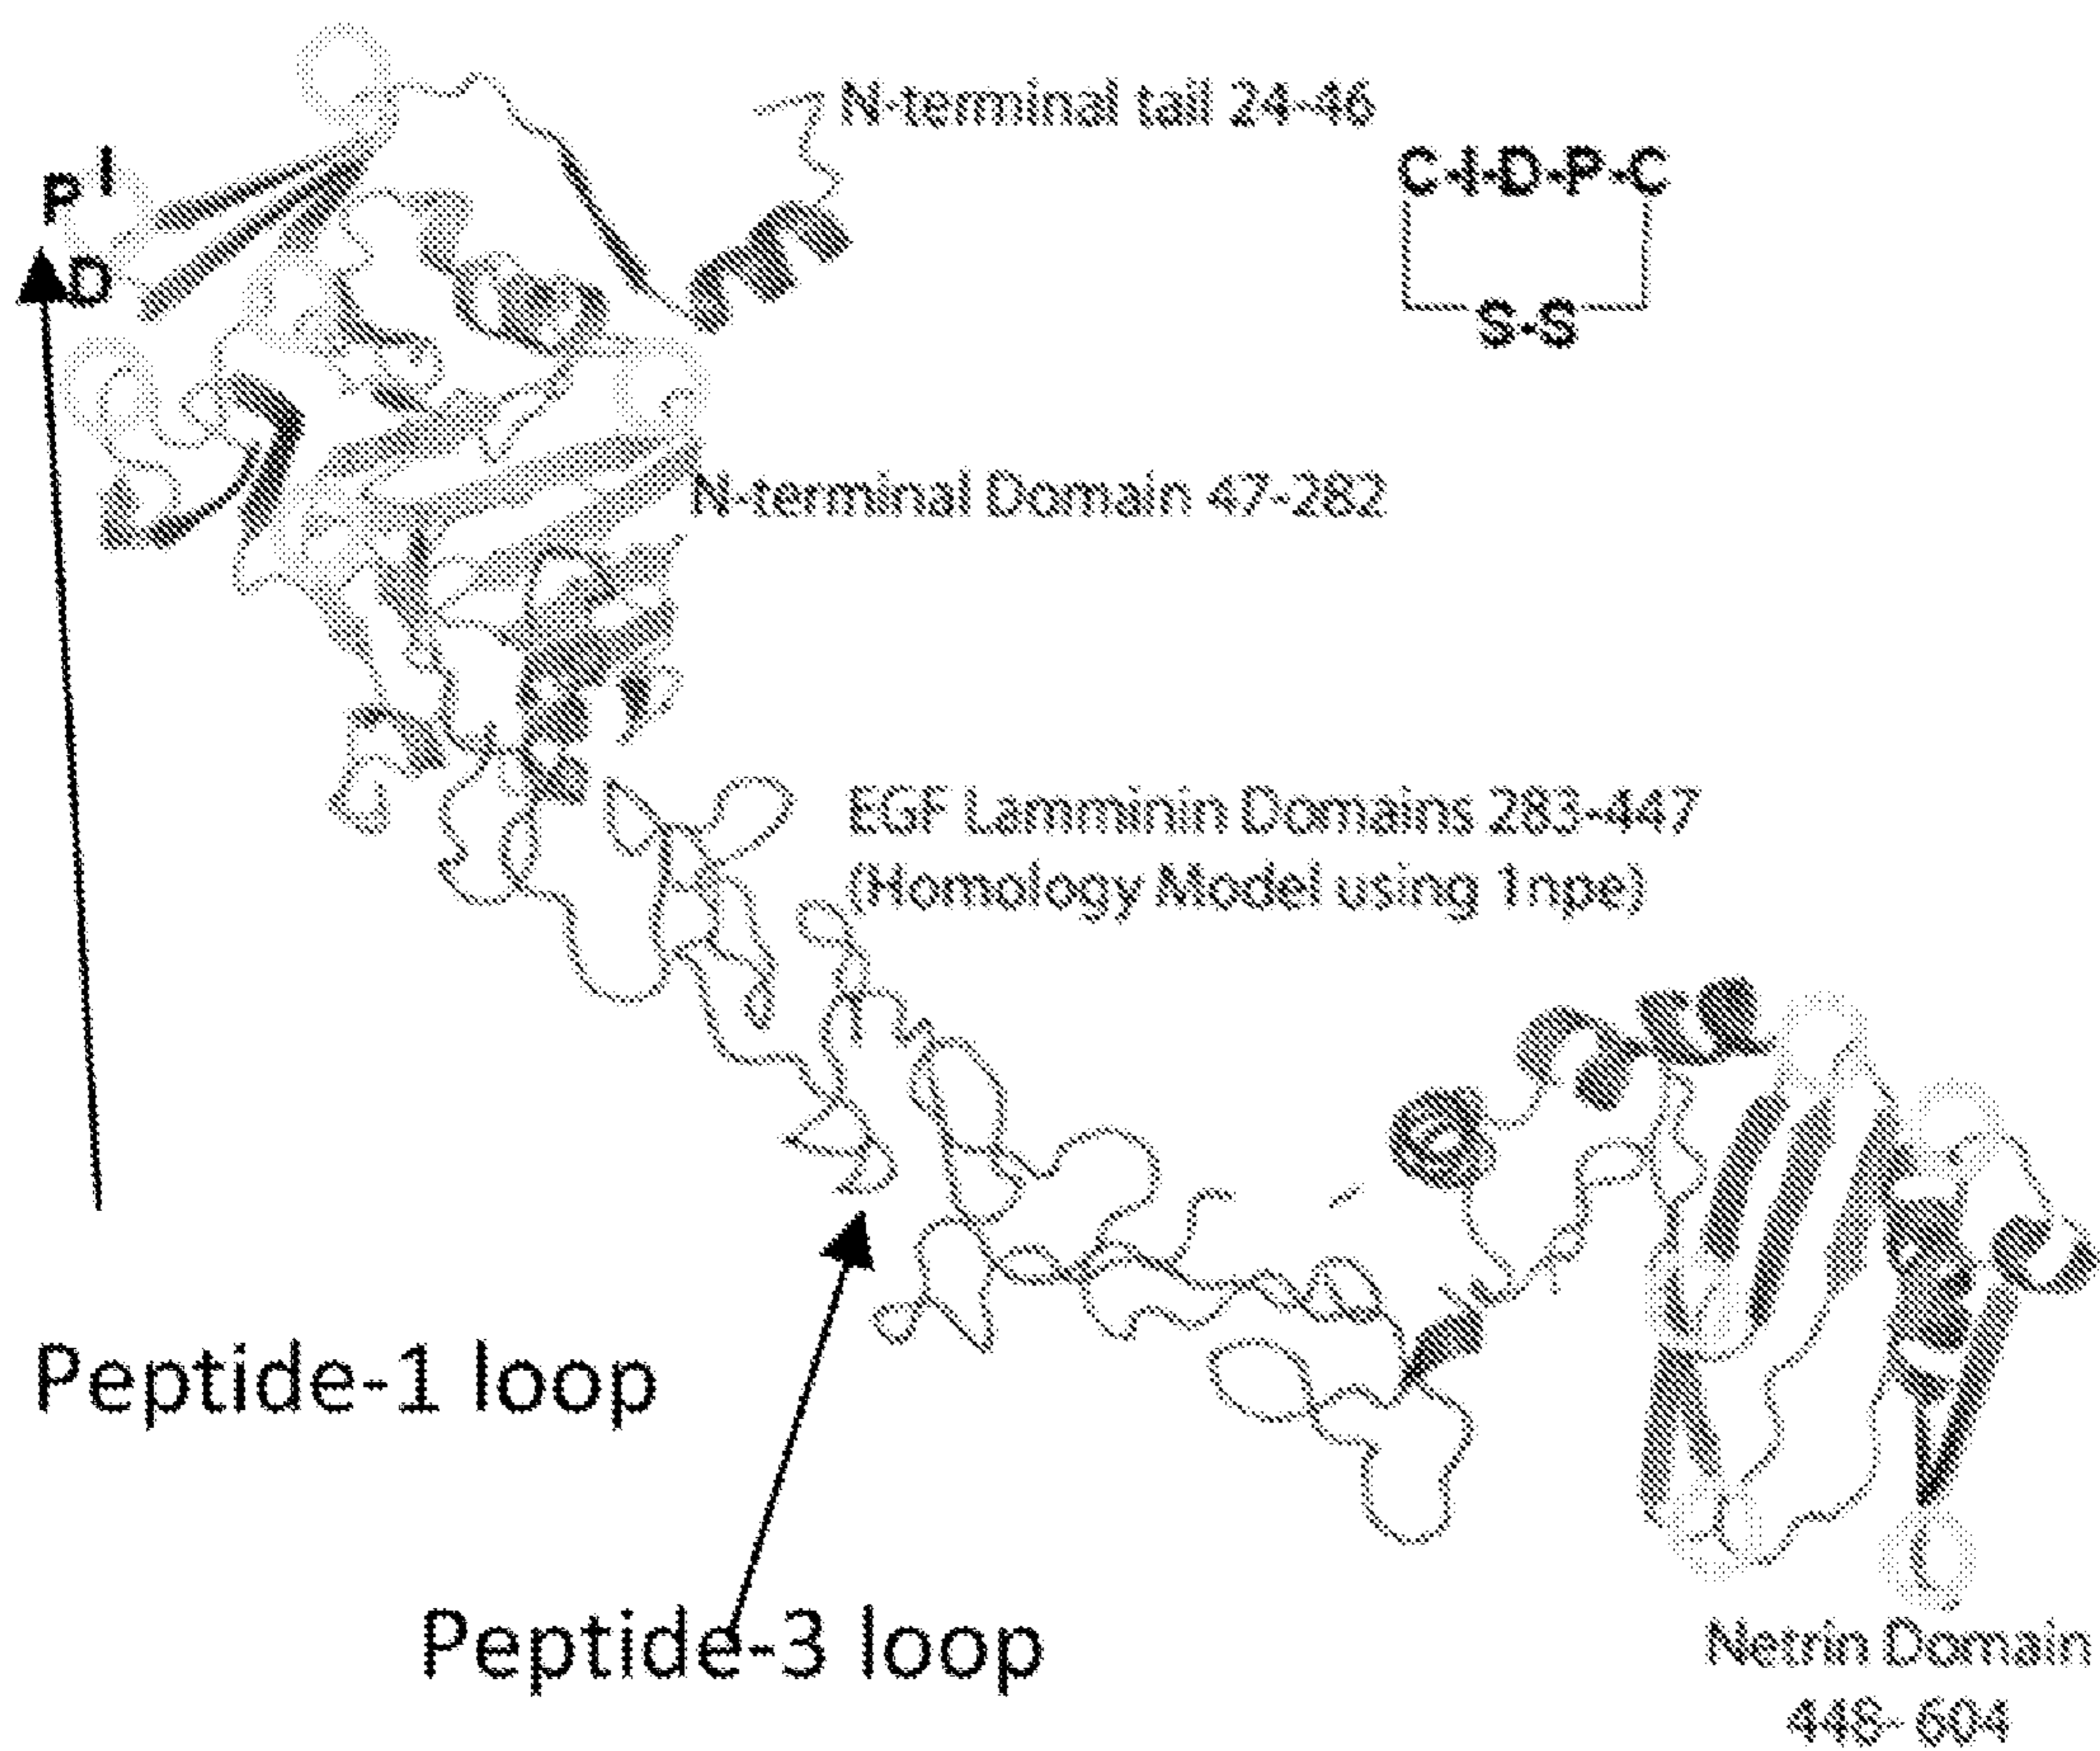 N-terminal tail 24-46
C-I-D-P-C
S-S
P I
D
N-terminal Domain 47-282
EGF Lamminin Domains 283-447
(Homology Model using 1npe)
Peptide-1 loop
Peptide-3 loop
Netrin Domain
448- 604